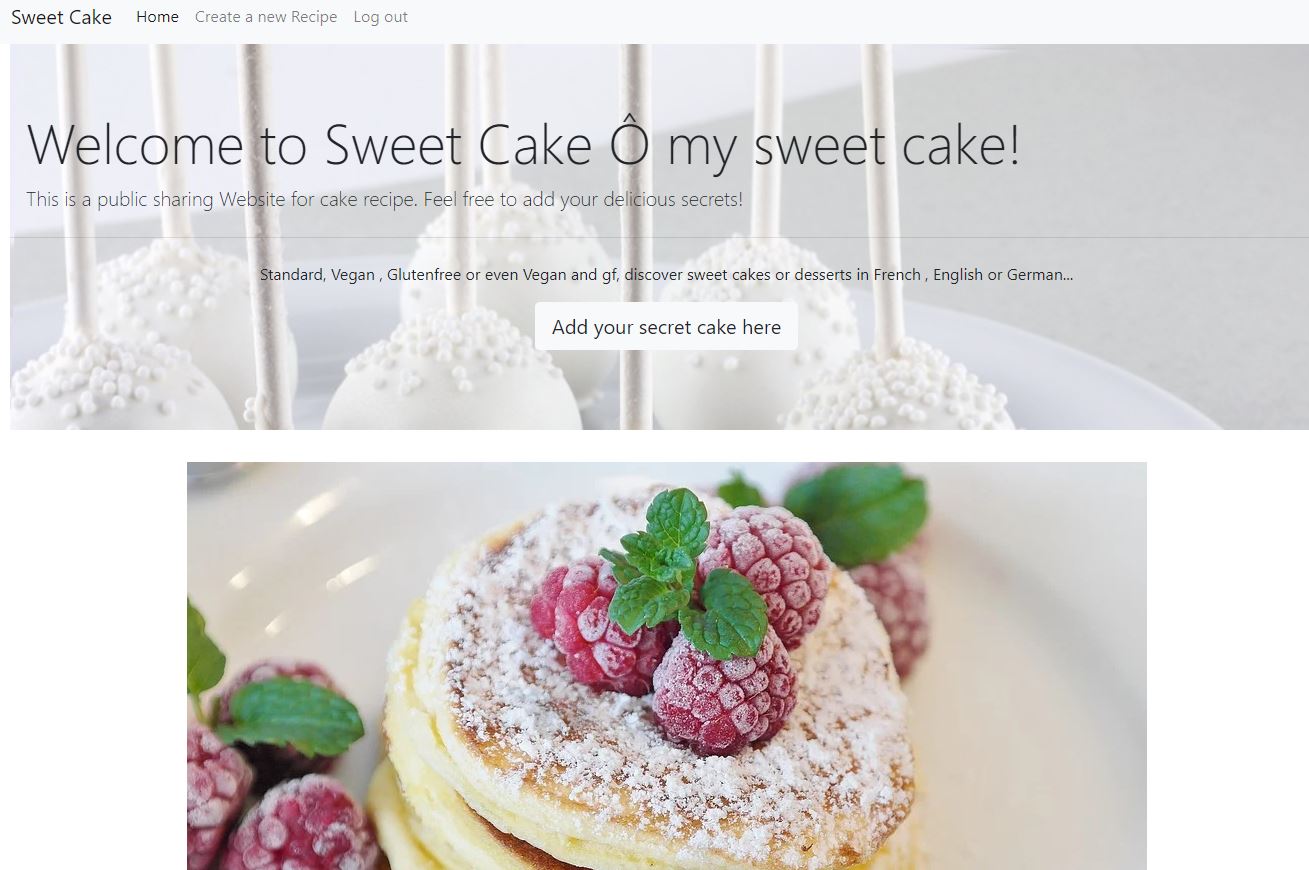 Sweet Cake Home Create a new Recipe Log out
Welcome to Sweet Cake Ô my sweet cake!
This is a public sharing Website for cake recipe. Feel free to add your delicious secrets!
Standard, Vegan , Glutenfree or even Vegan and gf, discover sweet cakes or desserts in French , English or German...
Add your secret cake here